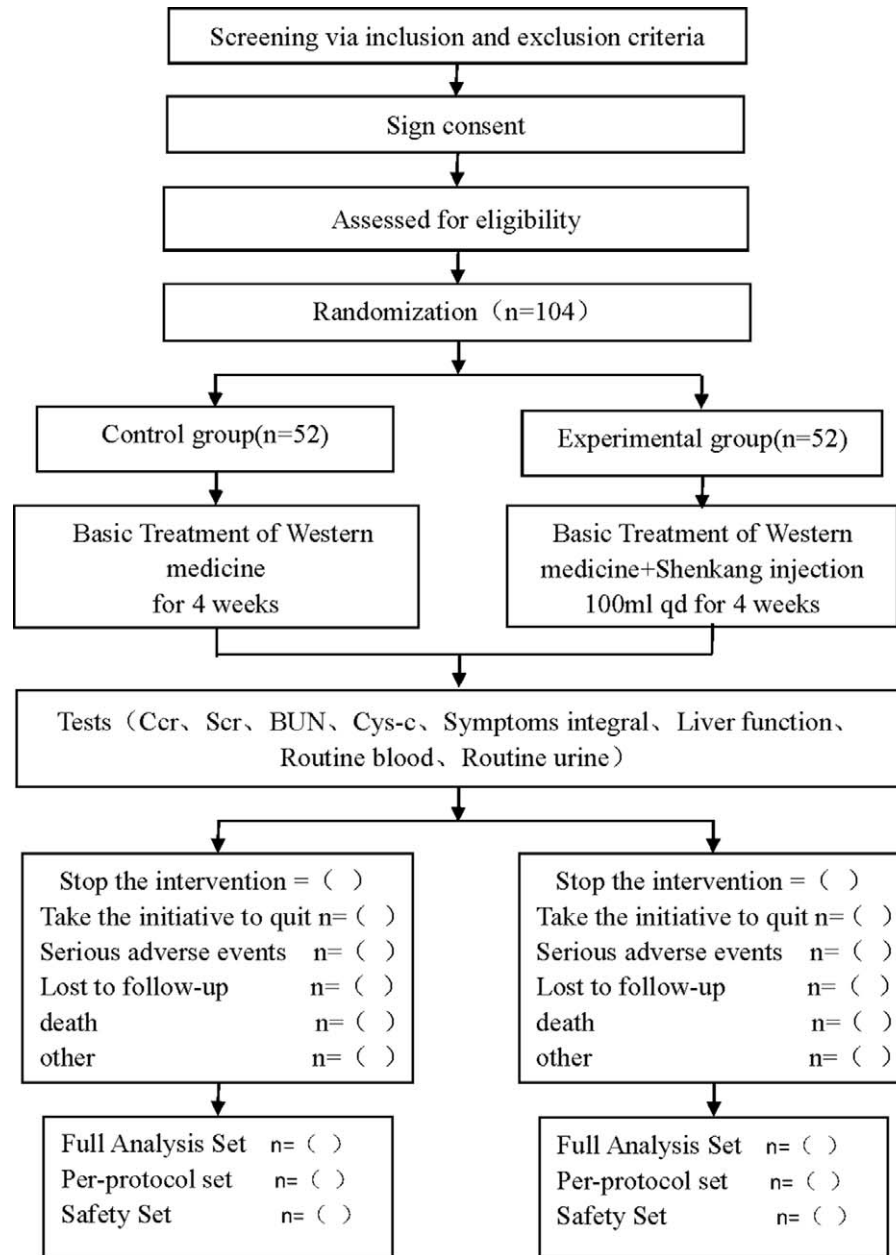 Screening via inclusion and exclusion criteria
Sign consent
Assessed for eligibility
Randomization（n=104）
Control group(n=52)
Experimental group(n=52)
Basic Treatment of Western
medicine
for 4 weeks
Basic Treatment of Western
medicine+Shenkang injection
100ml qd for 4 weeks
Tests（Ccr、Scr、BUN、Cys-c、Symptoms integral、Liver function、
Routine blood、Routine urine）
Stop the intervention =（ ）
Take the initiative to quit n=（ ）
Serious adverse events n=（ ）
Lost to follow-up n=（ ）
death n=（ ）
other n=（ ）
Stop the intervention =（ ）
Take the initiative to quit n=（ ）
Serious adverse events n=（ ）
Lost to follow-up n=（ ）
death n=（ ）
other n=（ ）
Full Analysis Set n=（ ）
Per-protocol set n=（ ）
Safety Set n=（ ）
Full Analysis Set n=（ ）
Per-protocol set n=（ ）
Safety Set n=（ ）